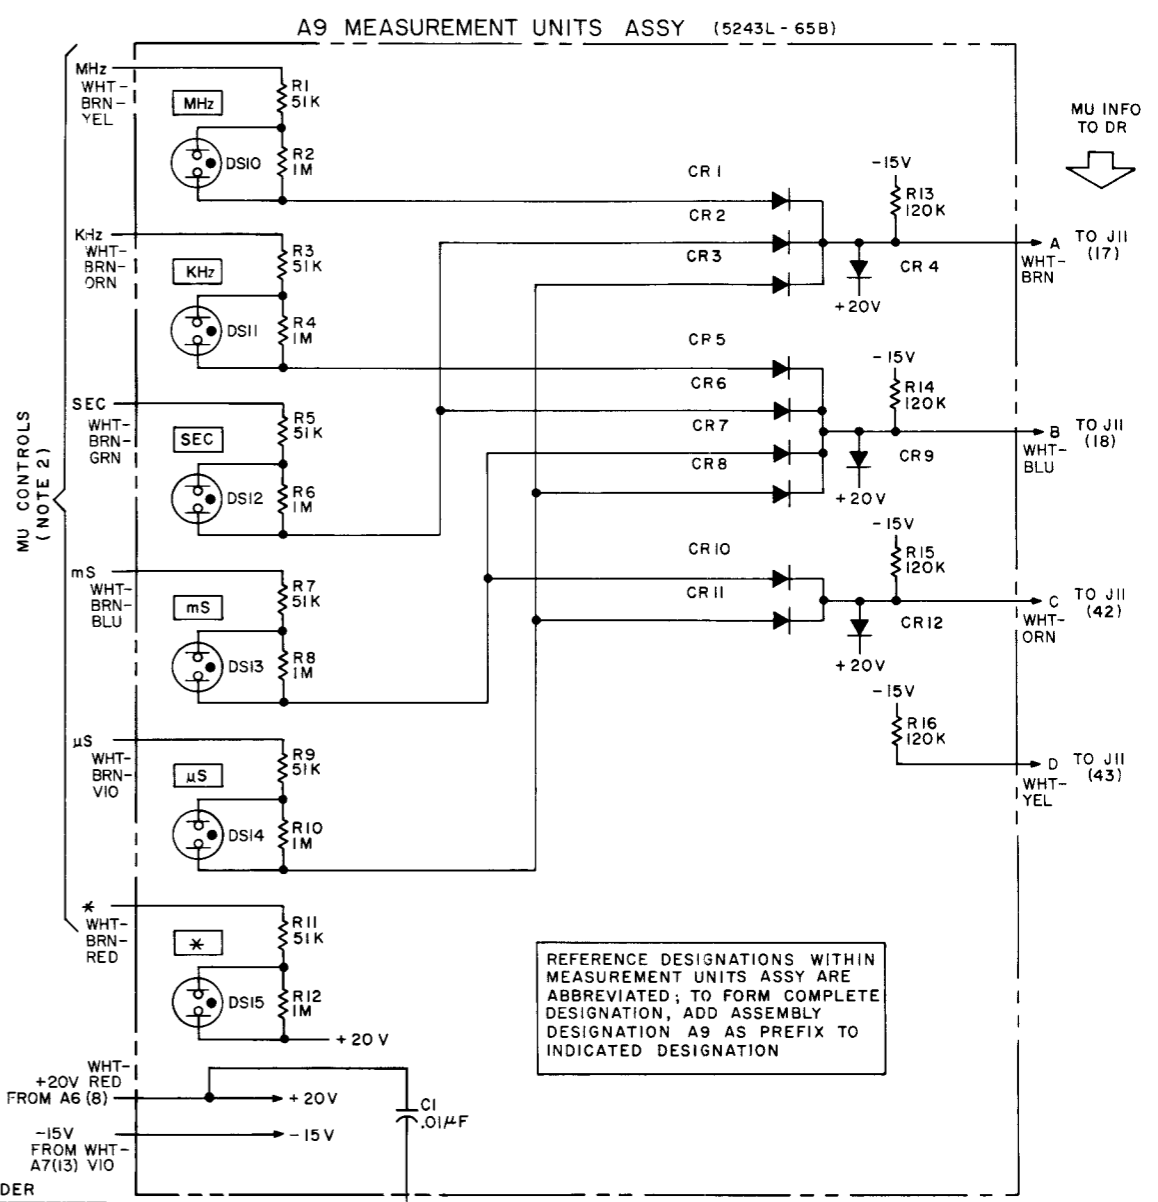 A9 MEASUREMENT UNITS ASSY (5243L-65B)
MU CONTROLS
(NOTE 2)
MHz
WHT-
BRN-
YEL
MHz
R1
51K
DS10
R2
1M
KHz
WHT-
BRN-
ORN
KHz
R3
51K
DS11
R4
1M
SEC
WHT-
BRN-
GRN
SEC
R5
51K
DS12
R6
1M
mS
WHT-
BRN-
BLU
mS
R7
51K
DS13
R8
1M
µS
WHT-
BRN-
VIO
µS
R9
51K
DS14
R10
1M
*
WHT-
BRN-
RED
*
R11
51K
DS15
R12
1M
+20V
CR1
CR2
CR3
-15V
R13
120K
CR4
+20V
A
WHT-
BRN
TO J11
(17)
CR5
CR6
CR7
CR8
-15V
R14
120K
CR9
+20V
B
WHT-
BLU
TO J11
(18)
CR10
CR11
-15V
R15
120K
CR12
+20V
C
WHT-
ORN
TO J11
(42)
-15V
R16
120K
D
WHT-
YEL
TO J11
(43)
MU INFO
TO DR
REFERENCE DESIGNATIONS WITHIN
MEASUREMENT UNITS ASSY ARE
ABBREVIATED; TO FORM COMPLETE
DESIGNATION, ADD ASSEMBLY
DESIGNATION A9 AS PREFIX TO
INDICATED DESIGNATION
WHT-
+20V RED
FROM A6(8)
+20V
C1
.01µF
-15V
FROM WHT-
A7(13) VIO
-15V
DER